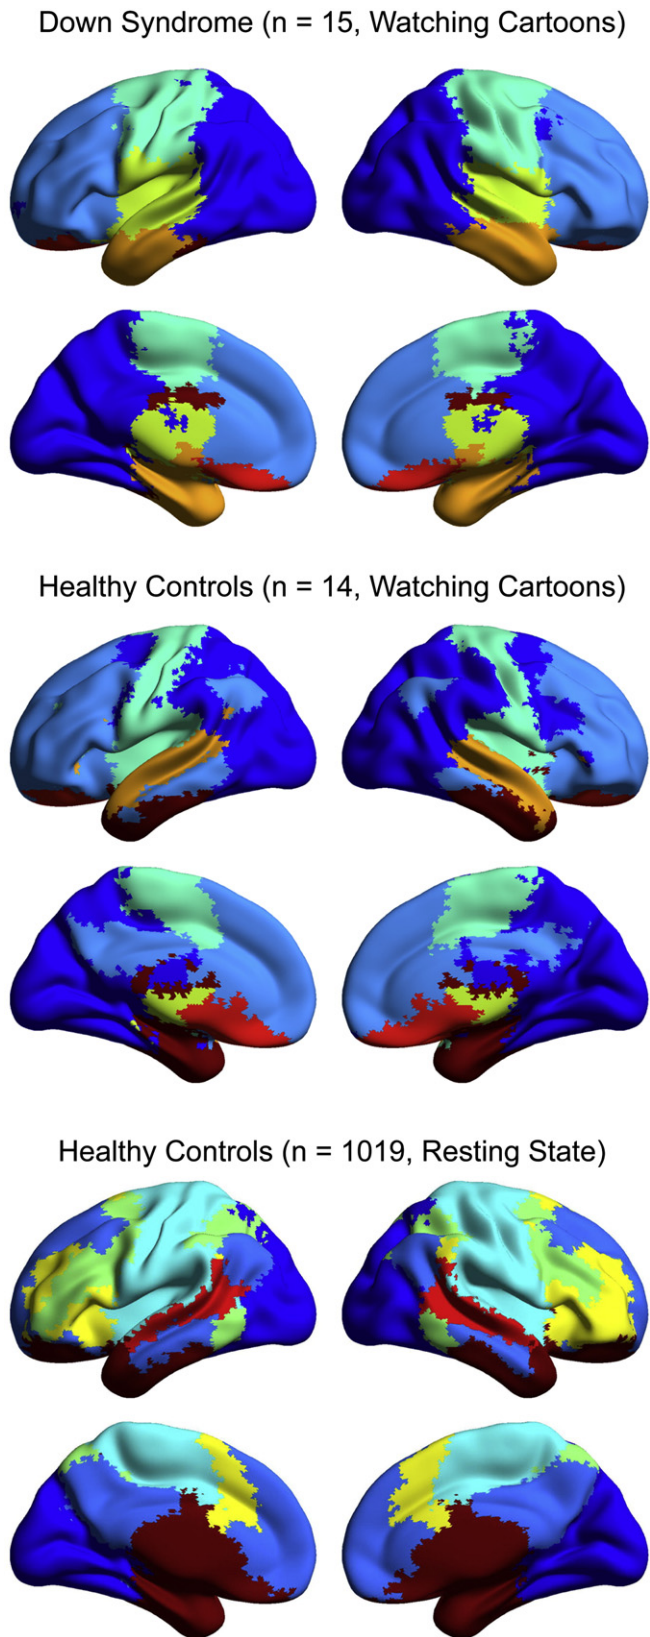 Down Syndrome (n = 15, Watching Cartoons)
Healthy Controls (n = 14, Watching Cartoons)
Healthy Controls (n = 1019, Resting State)